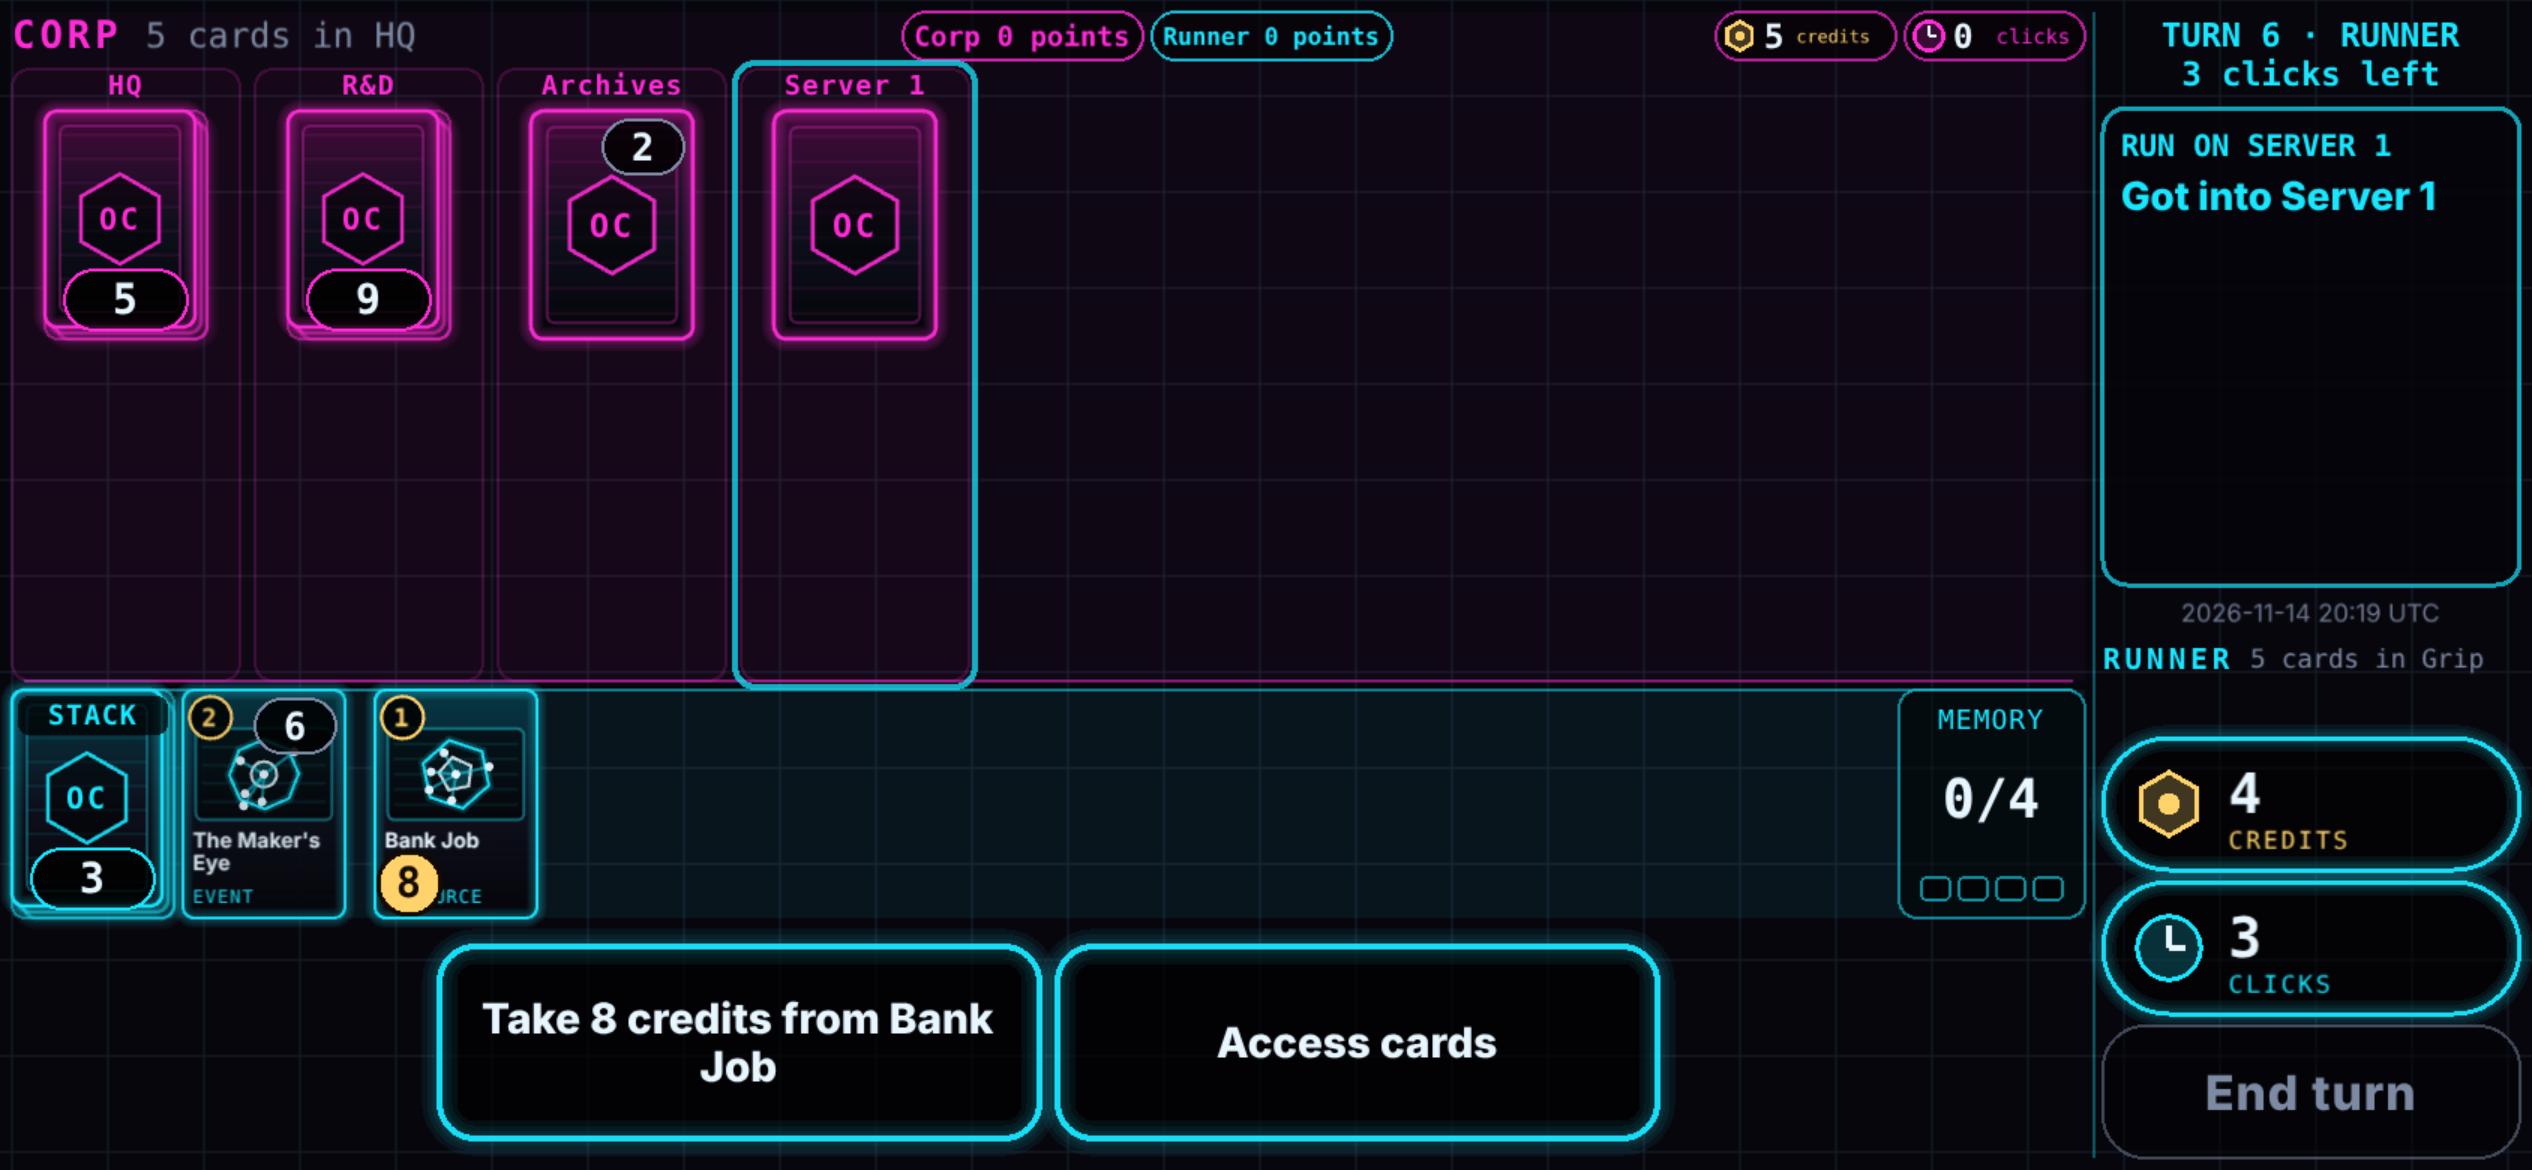 CORP 5 cards in HQ
Corp 0 points
Runner 0 points
5 credits
0 clicks
TURN 6 · RUNNER
3 clicks left
HQ
R&D
Archives
Server 1
OC
5
OC
9
2
OC
OC
RUN ON SERVER 1
Got into Server 1
2026-11-14 20:19 UTC
RUNNER 5 cards in Grip
STACK
OC
3
2
6
The Maker's
Eye
EVENT
1
Bank Job
8
MEMORY
0/4
4
CREDITS
3
CLICKS
Take 8 credits from Bank
Job
Access cards
End turn